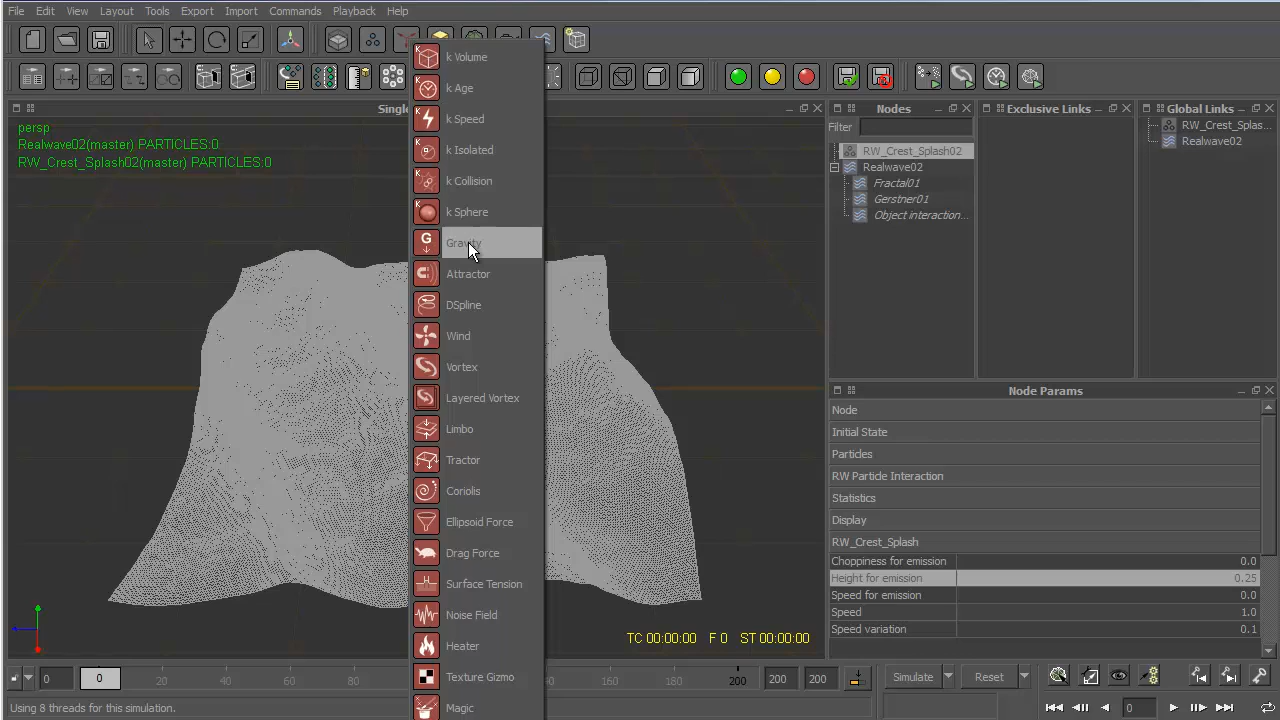 File Edit View Layout Tools Export Import Commands Playback Help
K k Volume
K k Age
K k Speed
K k Isolated
K k Collision
K k Sphere
G Gravity
Attractor
DSpline
Wind
Vortex
Layered Vortex
Limbo
Tractor
Coriolis
Ellipsoid Force
Drag Force
Surface Tension
Noise Field
Heater
Texture Gizmo
Magic
Single
persp
Realwave02(master) PARTICLES:0
RW_Crest_Splash02(master) PARTICLES:0
TC 00:00:00 F 0 ST 00:00:00
Nodes
Filter
RW_Crest_Splash02
Realwave02
Fractal01
Gerstner01
Object interaction...
Exclusive Links
Global Links
RW_Crest_Splas...
Realwave02
Node Params
Node
Initial State
Particles
RW Particle Interaction
Statistics
Display
RW_Crest_Splash
Choppiness for emission 0.0
Height for emission 0.25
Speed for emission 0.0
Speed 1.0
Speed variation 0.1
0 0 20 40 60 80 140 160 180 200 200 200
Simulate Reset
Using 8 threads for this simulation.
0